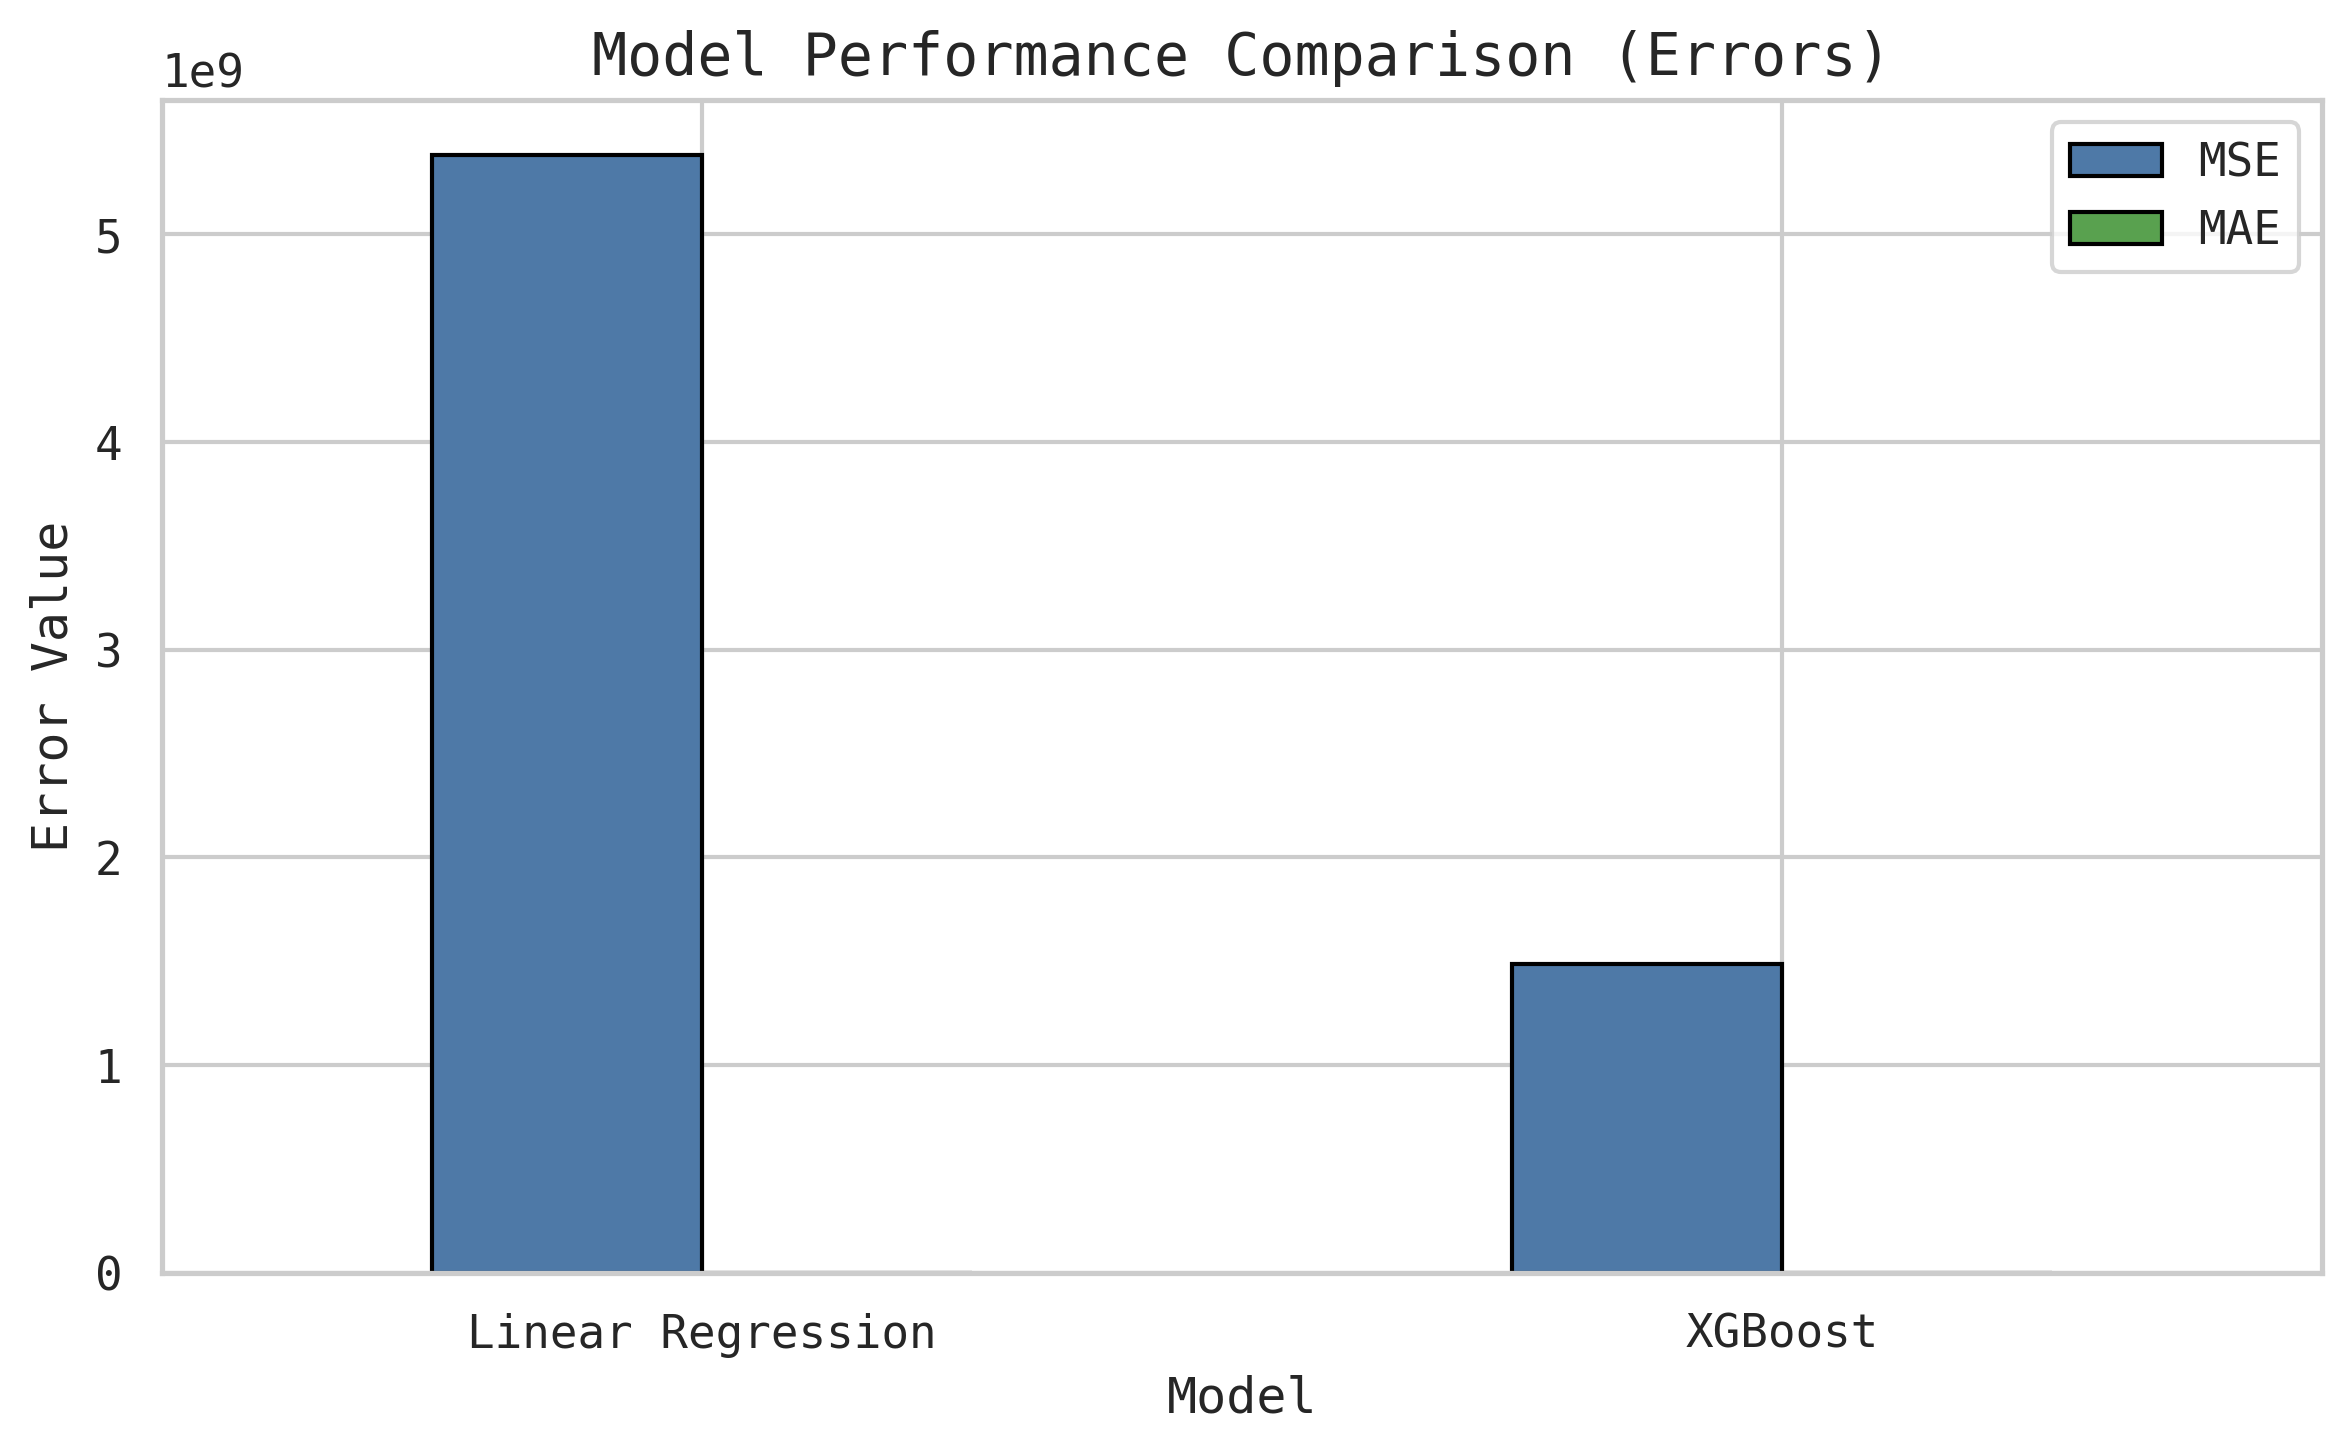 Model Performance Comparison (Errors)
1e9
MSE
MAE
5
4
3
2
1
0
Error Value
Linear Regression
XGBoost
Model